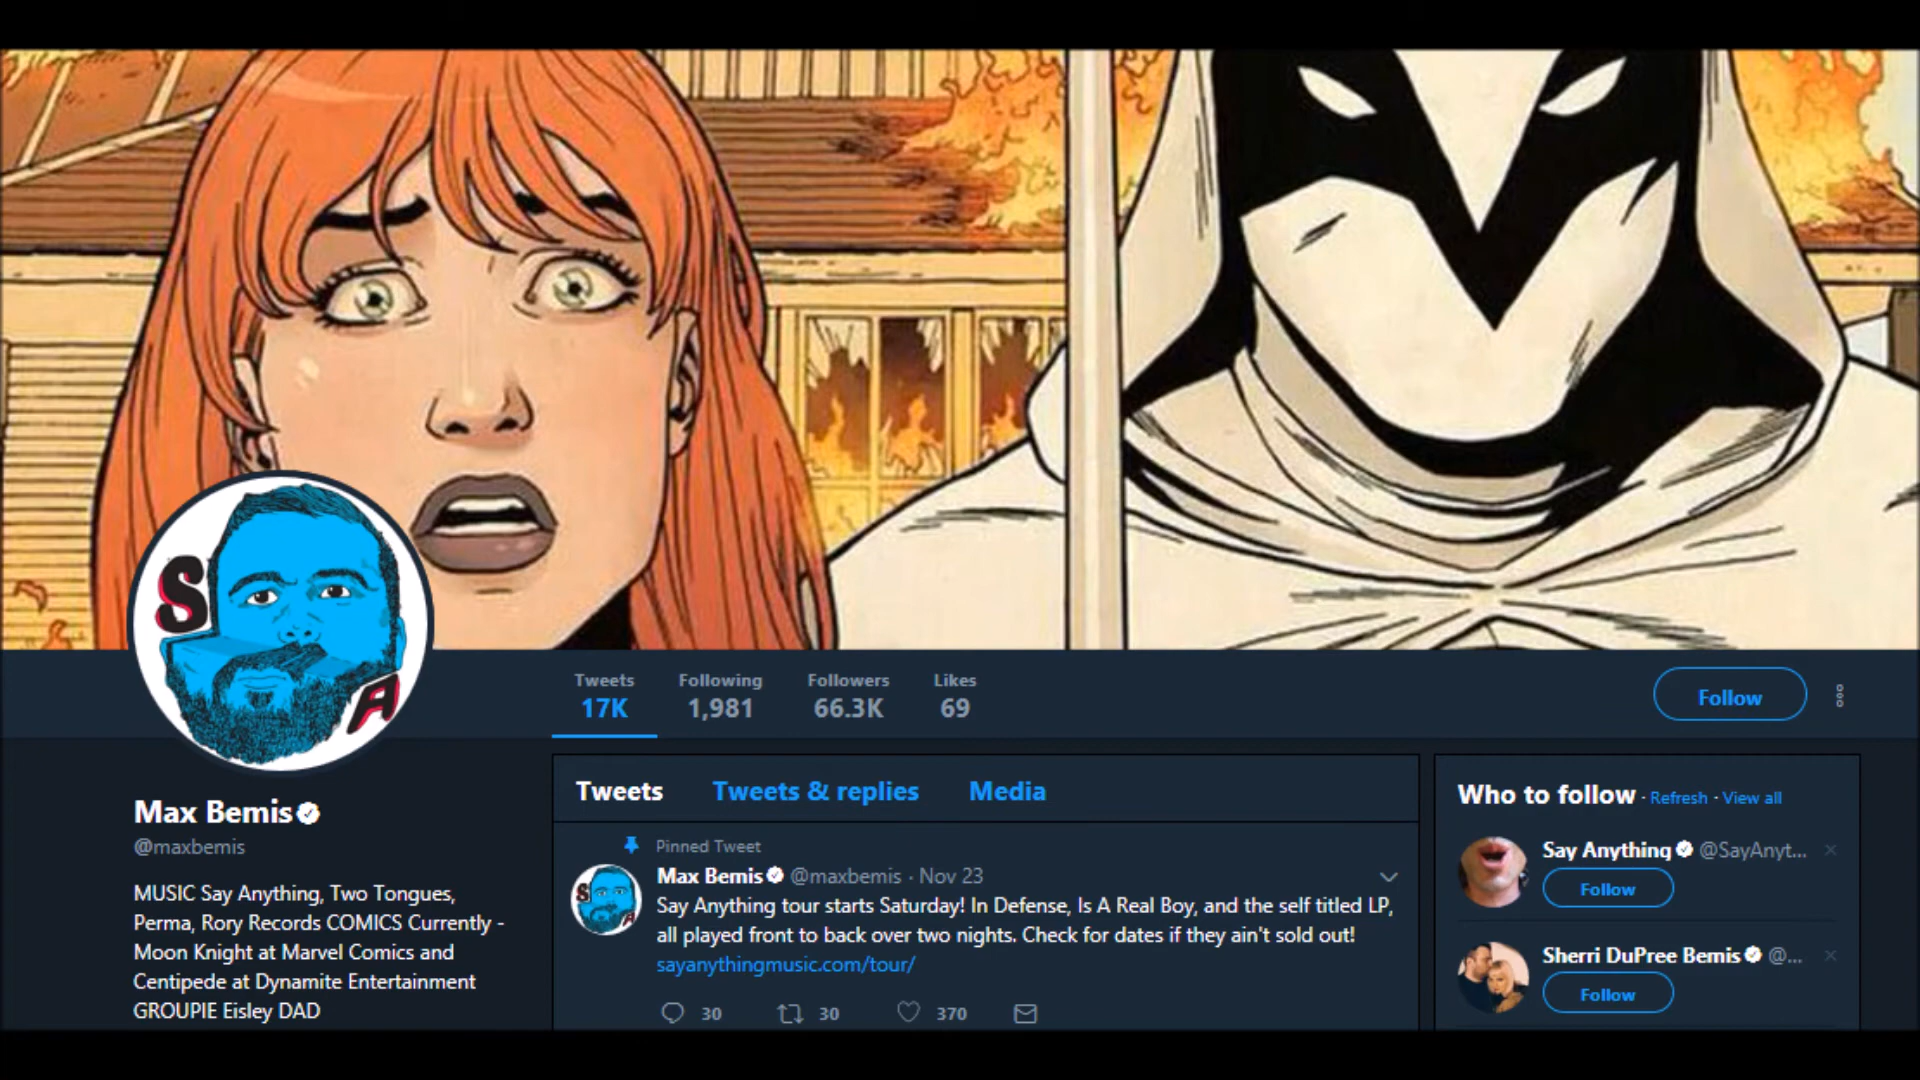 S
A
Tweets
17K
Following
1,981
Followers
66.3K
Likes
69
Follow
Max Bemis
@maxbemis
MUSIC Say Anything, Two Tongues,
Perma, Rory Records COMICS Currently -
Moon Knight at Marvel Comics and
Centipede at Dynamite Entertainment
GROUPIE Eisley DAD
Tweets Tweets & replies Media
Pinned Tweet
Max Bemis @maxbemis · Nov 23
Say Anything tour starts Saturday! In Defense, Is A Real Boy, and the self titled LP,
all played front to back over two nights. Check for dates if they ain't sold out!
sayanythingmusic.com/tour/
30 30 370
Who to follow · Refresh · View all
Say Anything @SayAnyt...
Follow
Sherri DuPree Bemis @...
Follow